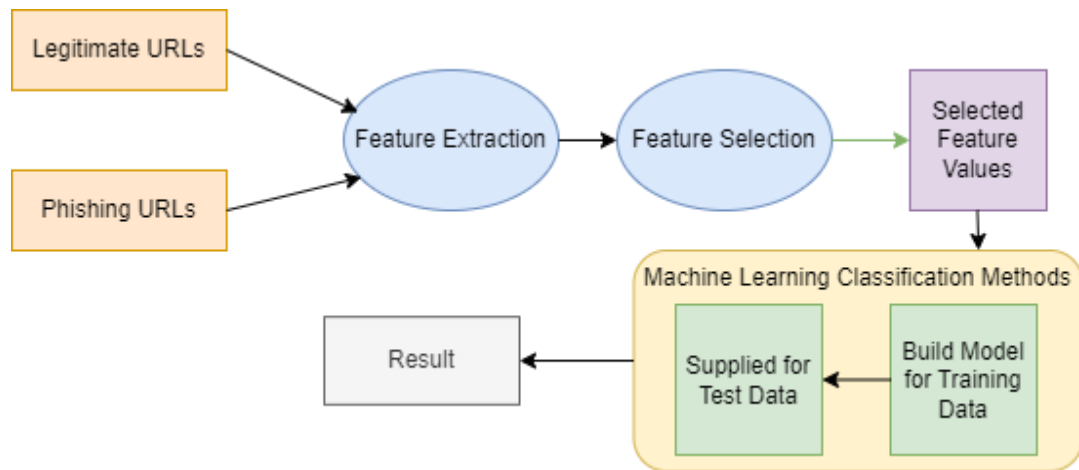 Legitimate URLs
Phishing URLs
Feature Extraction
Feature Selection
Selected
Feature
Values
Machine Learning Classification Methods
Build Model
for Training
Data
Supplied for
Test Data
Result